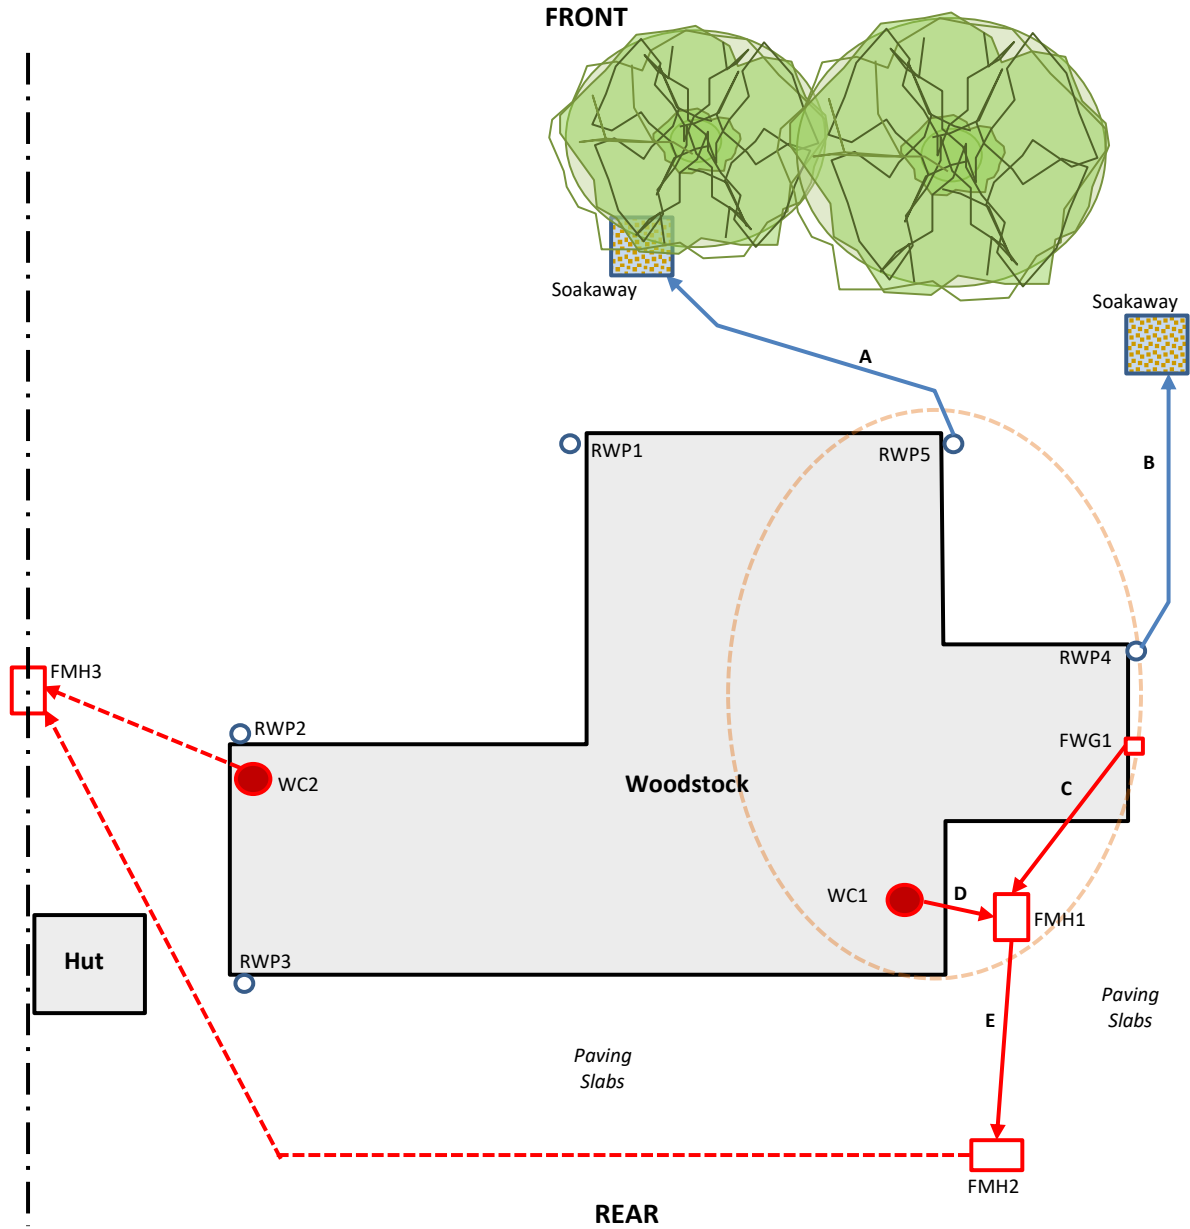 FRONT
Soakaway
Soakaway
A
RWP1
RWP5
B
RWP4
FMH3
RWP2
FWG1
WC2
Woodstock
C
WC1
D
FMH1
Hut
RWP3
Paving
Slabs
E
Paving
Slabs
FMH2
REAR